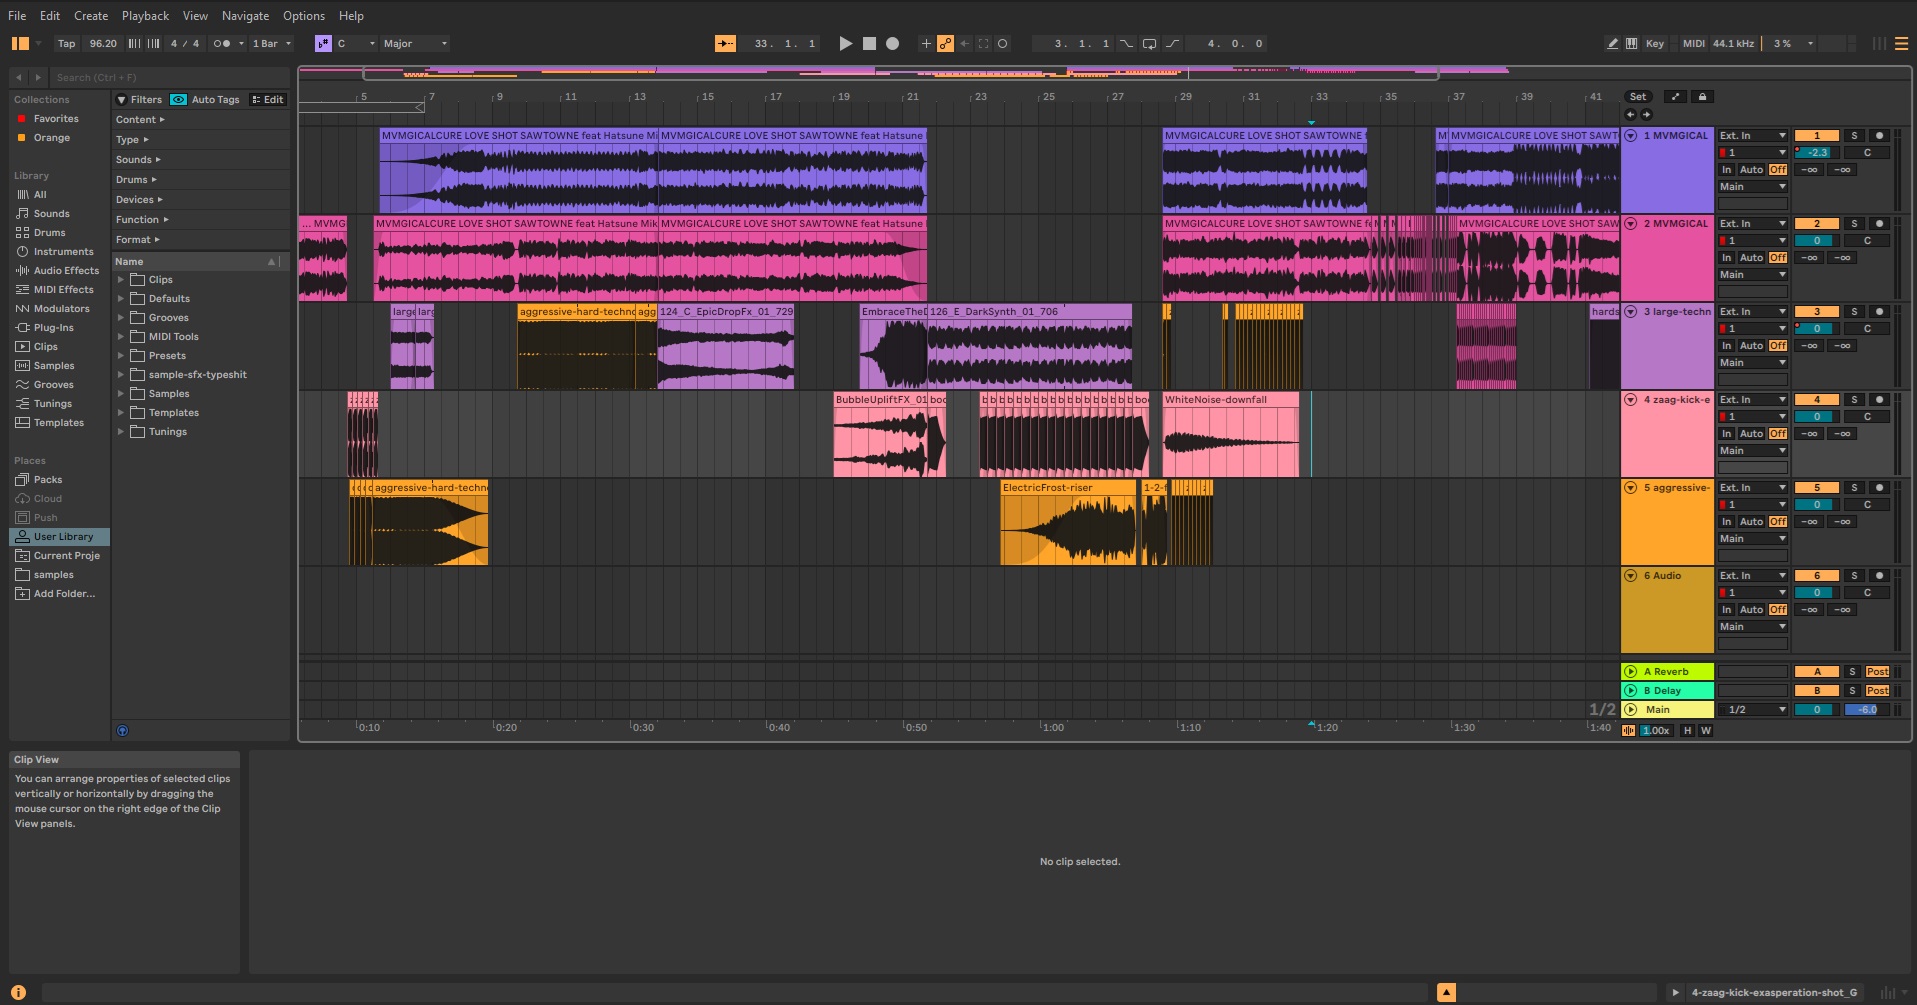 File Edit Create Playback View Navigate Options Help
Tap 96.20 4 / 4 1 Bar C Major 33. 1. 1 3. 1. 1 4. 0. 0 Key MIDI 44.1 kHz 3 %
Search (Ctrl + F)
Collections
Favorites
Orange
Library
All
Sounds
Drums
Instruments
Audio Effects
MIDI Effects
Modulators
Plug-Ins
Clips
Samples
Grooves
Tunings
Templates
Places
Packs
Cloud
Push
User Library
Current Proje
samples
Add Folder...
Filters Auto Tags Edit
Content
Type
Sounds
Drums
Devices
Function
Format
Name
Clips
Defaults
Grooves
MIDI Tools
Presets
sample-sfx-typeshit
Samples
Templates
Tunings
5 7 9 11 13 15 17 19 21 23 25 27 29 31 33 35 37 39 41 Set
MVMGICALCURE LOVE SHOT SAWTOWNE feat Hatsune Mi MVMGICALCURE LOVE SHOT SAWTOWNE feat Hatsune MVMGICALCURE LOVE SHOT SAWTOWNE M MVMGICALCURE LOVE SHOT SAWT
1 MVMGICAL Ext. In 1 S
1 -2.3 C
In Auto Off -∞ -∞
Main
... MVMG MVMGICALCURE LOVE SHOT SAWTOWNE feat Hatsune Mik MVMGICALCURE LOVE SHOT SAWTOWNE feat Hatsune MVMGICALCURE LOVE SHOT SAWTOWNE fe MVMGICALCURE LOVE SHOT SAW
2 MVMGICAL Ext. In 2 S
1 0 C
In Auto Off -∞ -∞
Main
large larg aggressive-hard-techno agg 124_C_EpicDropFx_01_729 EmbraceTheD 126_E_DarkSynth_01_706 hards
3 large-techn Ext. In 3 S
1 0 C
In Auto Off -∞ -∞
Main
BubbleUpliftFX_01 boo b b b b b b b b b b b b b b b b b b boo WhiteNoise-downfall
4 zaag-kick-e Ext. In 4 S
1 0 C
In Auto Off -∞ -∞
Main
aggressive-hard-techno ElectricFrost-riser 1-2-f
5 aggressive- Ext. In 5 S
1 0 C
In Auto Off -∞ -∞
Main
6 Audio Ext. In 6 S
1 0 C
In Auto Off -∞ -∞
Main
A Reverb A S Post
B Delay B S Post
1/2 Main 1/2 0 -6.0
0:10 0:20 0:30 0:40 0:50 1:00 1:10 1:20 1:30 1:40 1.00x H W
Clip View
You can arrange properties of selected clips
vertically or horizontally by dragging the
mouse cursor on the right edge of the Clip
View panels.
No clip selected.
4-zaag-kick-exasperation-shot_G